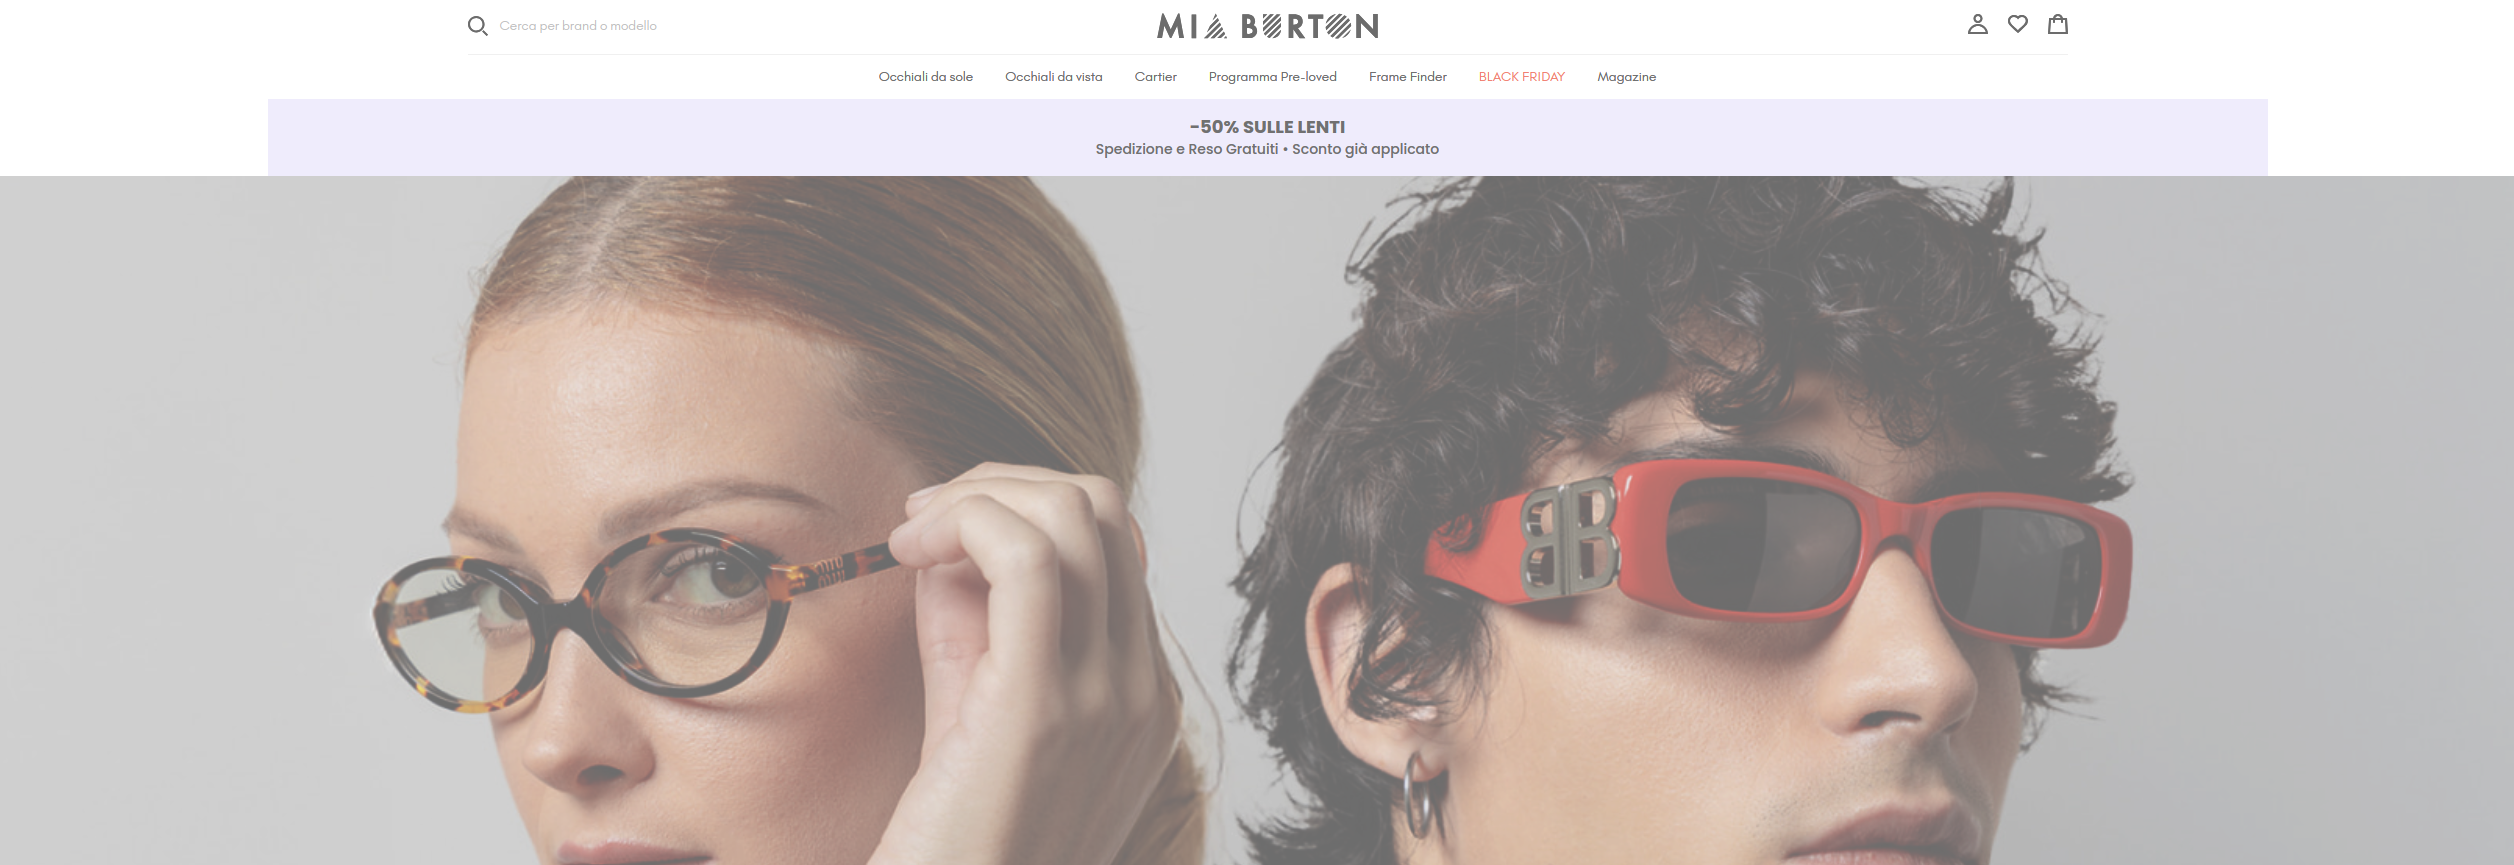 Cerca per brand o modello
MIA BURTON
Occhiali da sole
Occhiali da vista
Cartier
Programma Pre-loved
Frame Finder
BLACK FRIDAY
Magazine
-50% SULLE LENTI
Spedizione e Reso Gratuiti • Sconto già applicato
BB